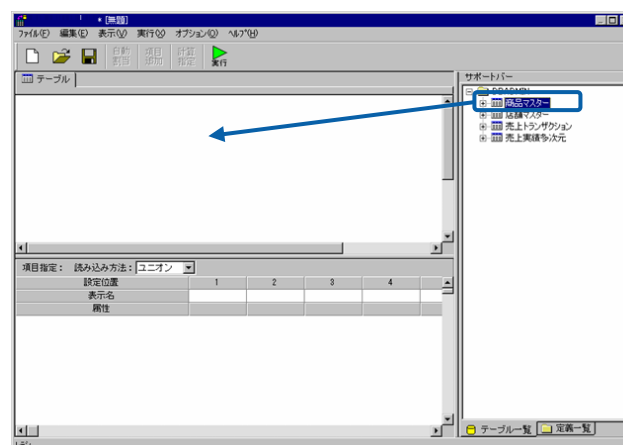 * [無題]
ファイル(F) 編集(E) 表示(V) 実行(X) オプション(O) ヘルプ(H)
自動 項目 計算
割当 追加 指定 実行
テーブル
サポートバー
DBADMIN
商品マスター
店舗マスター
売上トランザクション
売上実績多次元
項目指定: 読み込み方法: ユニオン
設定位置 1 2 3 4
表示名
属性
テーブル一覧 定義一覧